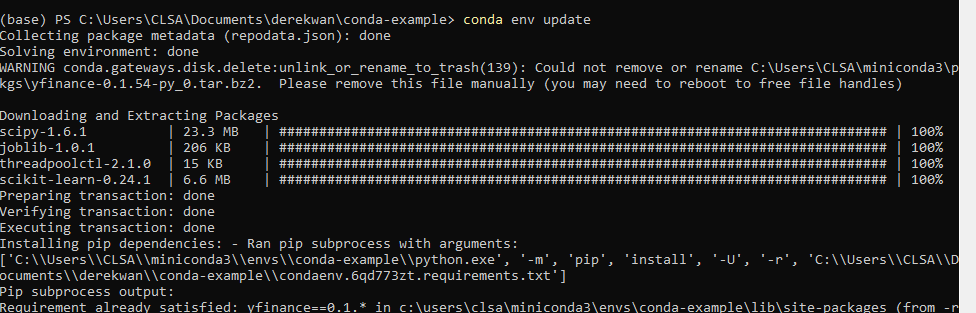 (base) PS C:\Users\CLSA\Documents\derekwan\conda-example> conda env update
Collecting package metadata (repodata.json): done
Solving environment: done
WARNING conda.gateways.disk.delete:unlink_or_rename_to_trash(139): Could not remove or rename C:\Users\CLSA\miniconda3\p
kgs\yfinance-0.1.54-py_0.tar.bz2.  Please remove this file manually (you may need to reboot to free file handles)
Downloading and Extracting Packages
scipy-1.6.1          | 23.3 MB   | ############################################################################ | 100%
joblib-1.0.1         | 206 KB    | ############################################################################ | 100%
threadpoolctl-2.1.0  | 15 KB     | ############################################################################ | 100%
scikit-learn-0.24.1  | 6.6 MB    | ############################################################################ | 100%
Preparing transaction: done
Verifying transaction: done
Executing transaction: done
Installing pip dependencies: - Ran pip subprocess with arguments:
['C:\\Users\\CLSA\\miniconda3\\envs\\conda-example\\python.exe', '-m', 'pip', 'install', '-U', '-r', 'C:\\Users\\CLSA\\D
ocuments\\derekwan\\conda-example\\condaenv.6qd773zt.requirements.txt']
Pip subprocess output:
Requirement already satisfied: yfinance==0.1.* in c:\users\clsa\miniconda3\envs\conda-example\lib\site-packages (from -r